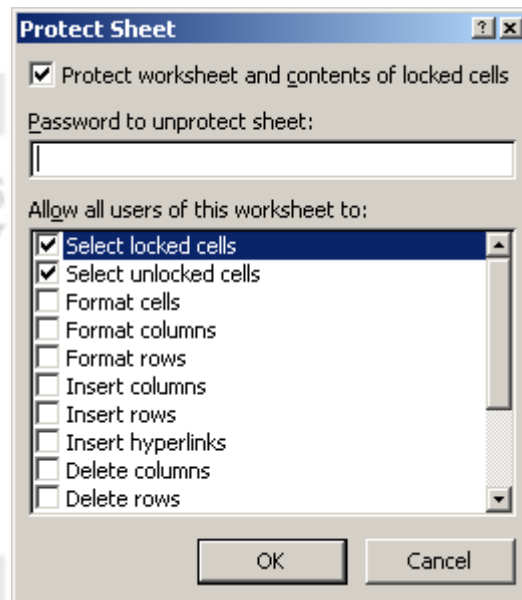 Protect Sheet
Protect worksheet and contents of locked cells
Password to unprotect sheet:
Allow all users of this worksheet to:
Select locked cells
Select unlocked cells
Format cells
Format columns
Format rows
Insert columns
Insert rows
Insert hyperlinks
Delete columns
Delete rows
OK Cancel